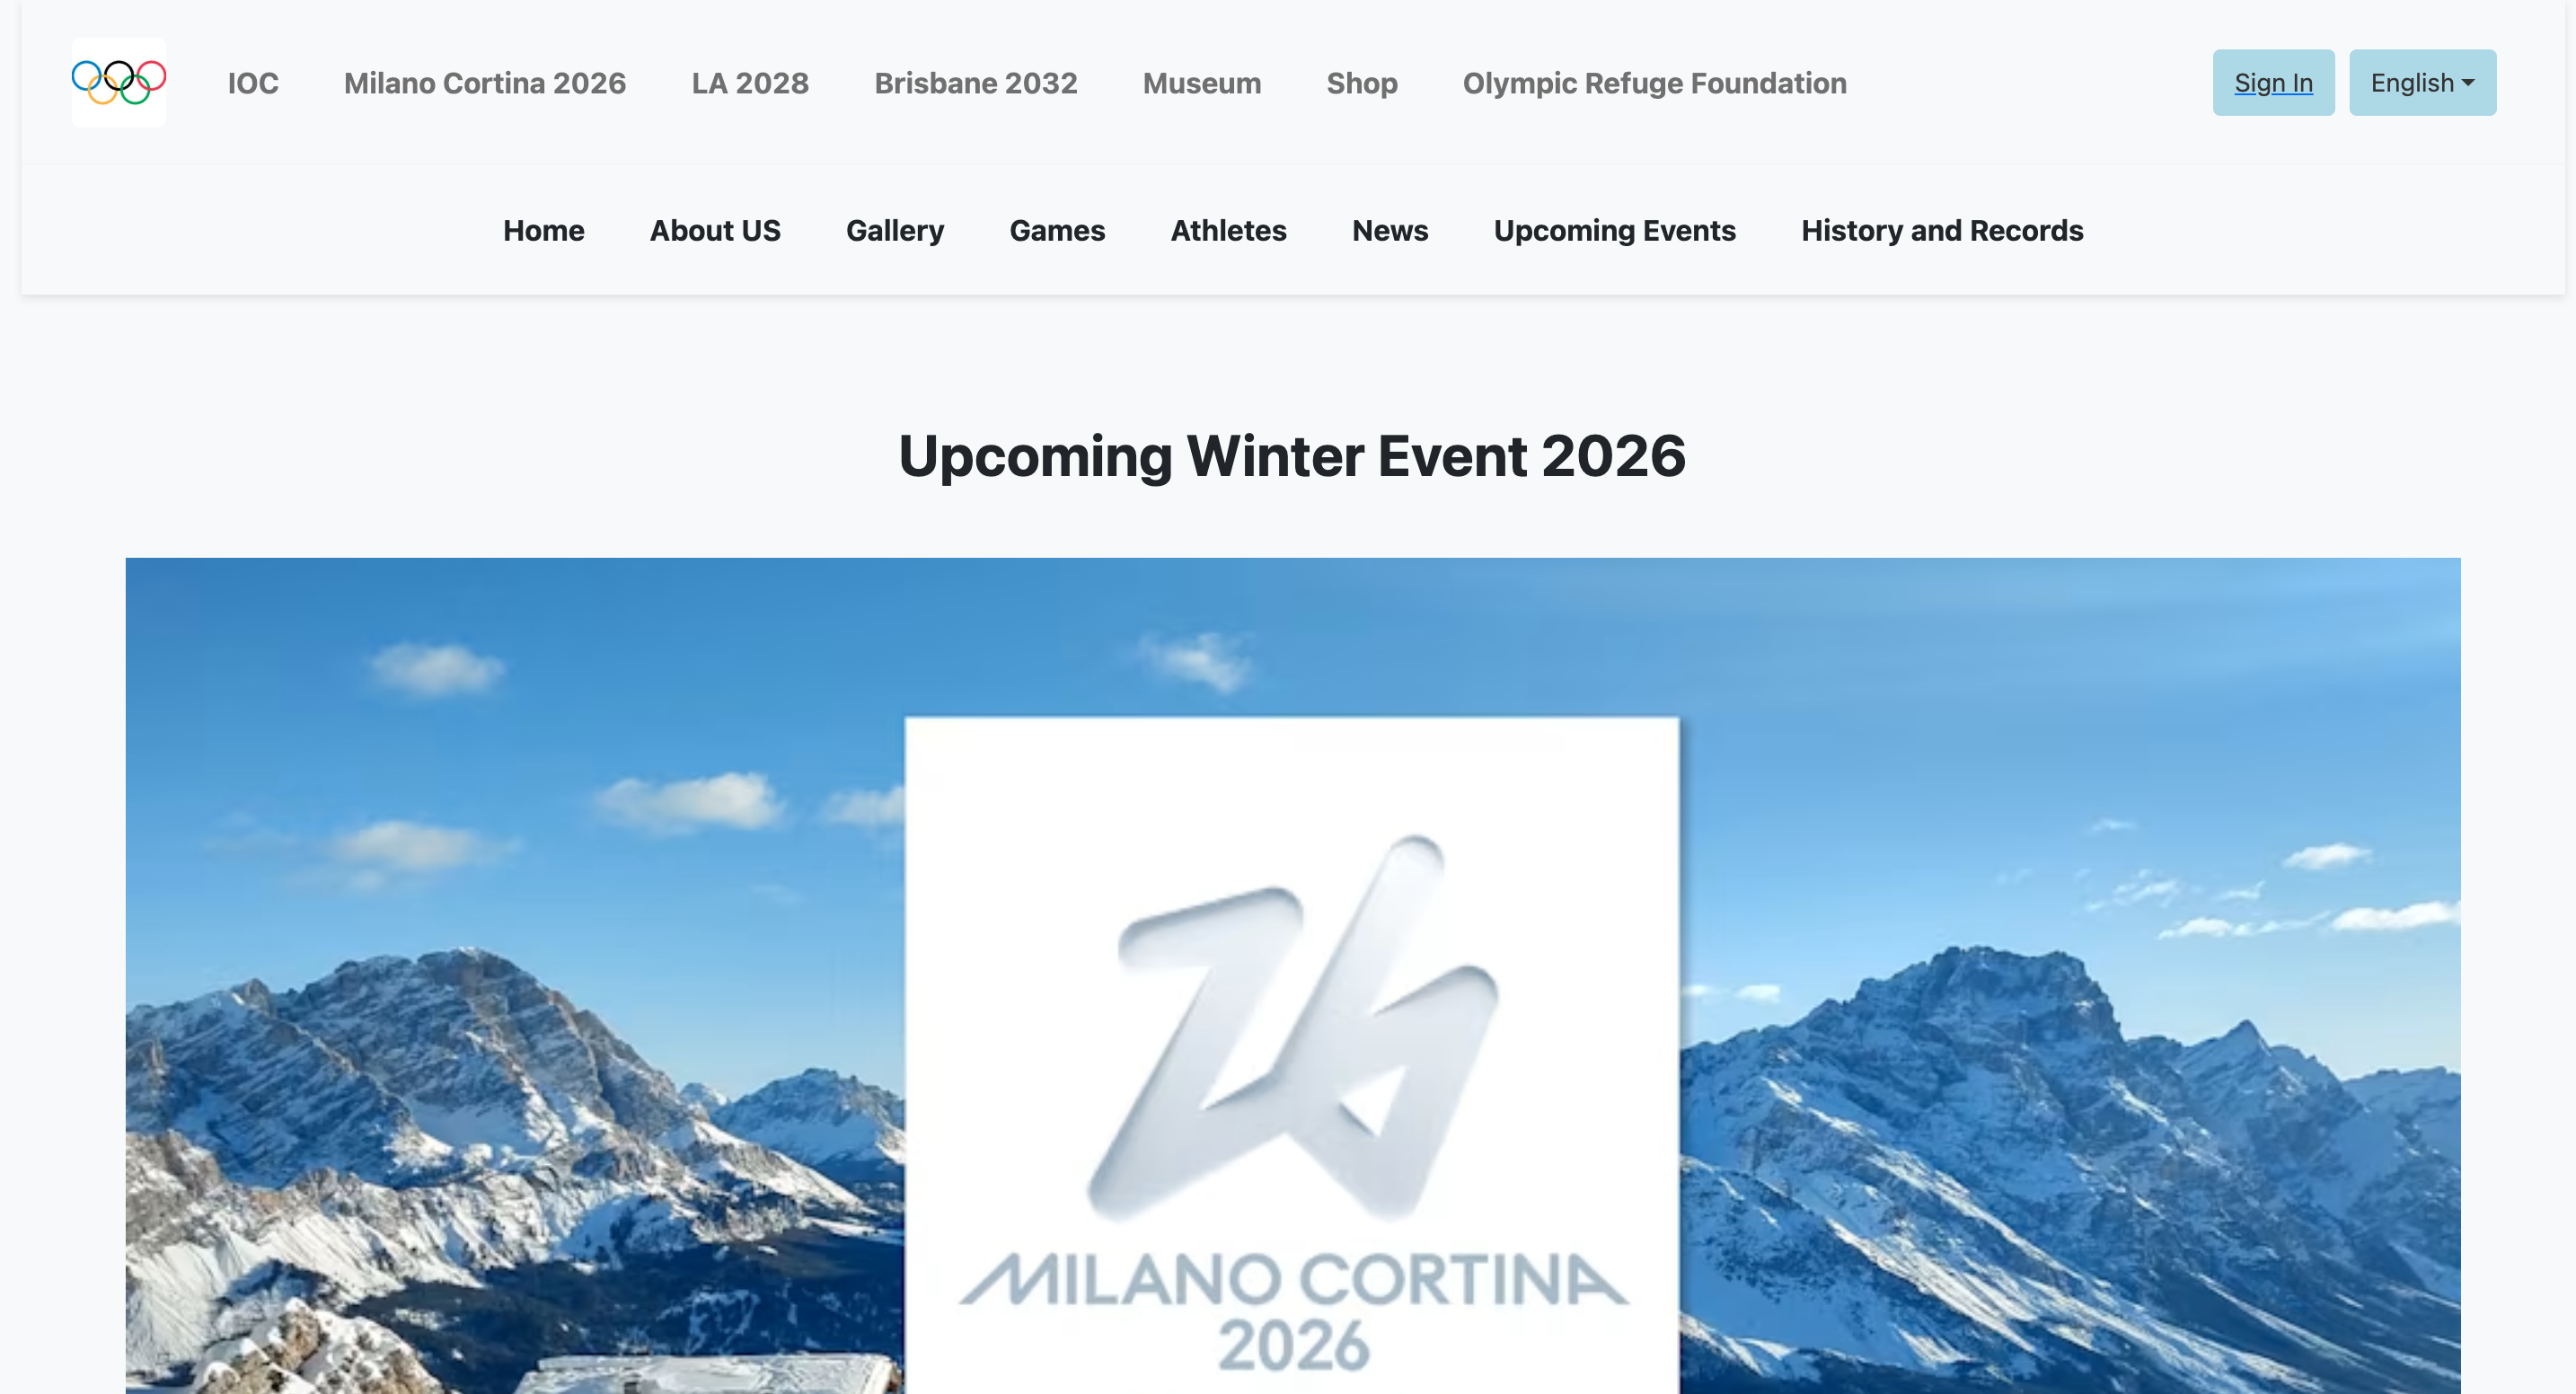 IOC Milano Cortina 2026 LA 2028 Brisbane 2032 Museum Shop Olympic Refuge Foundation Sign In English
Home About US Gallery Games Athletes News Upcoming Events History and Records
Upcoming Winter Event 2026
26
MILANO CORTINA
2026